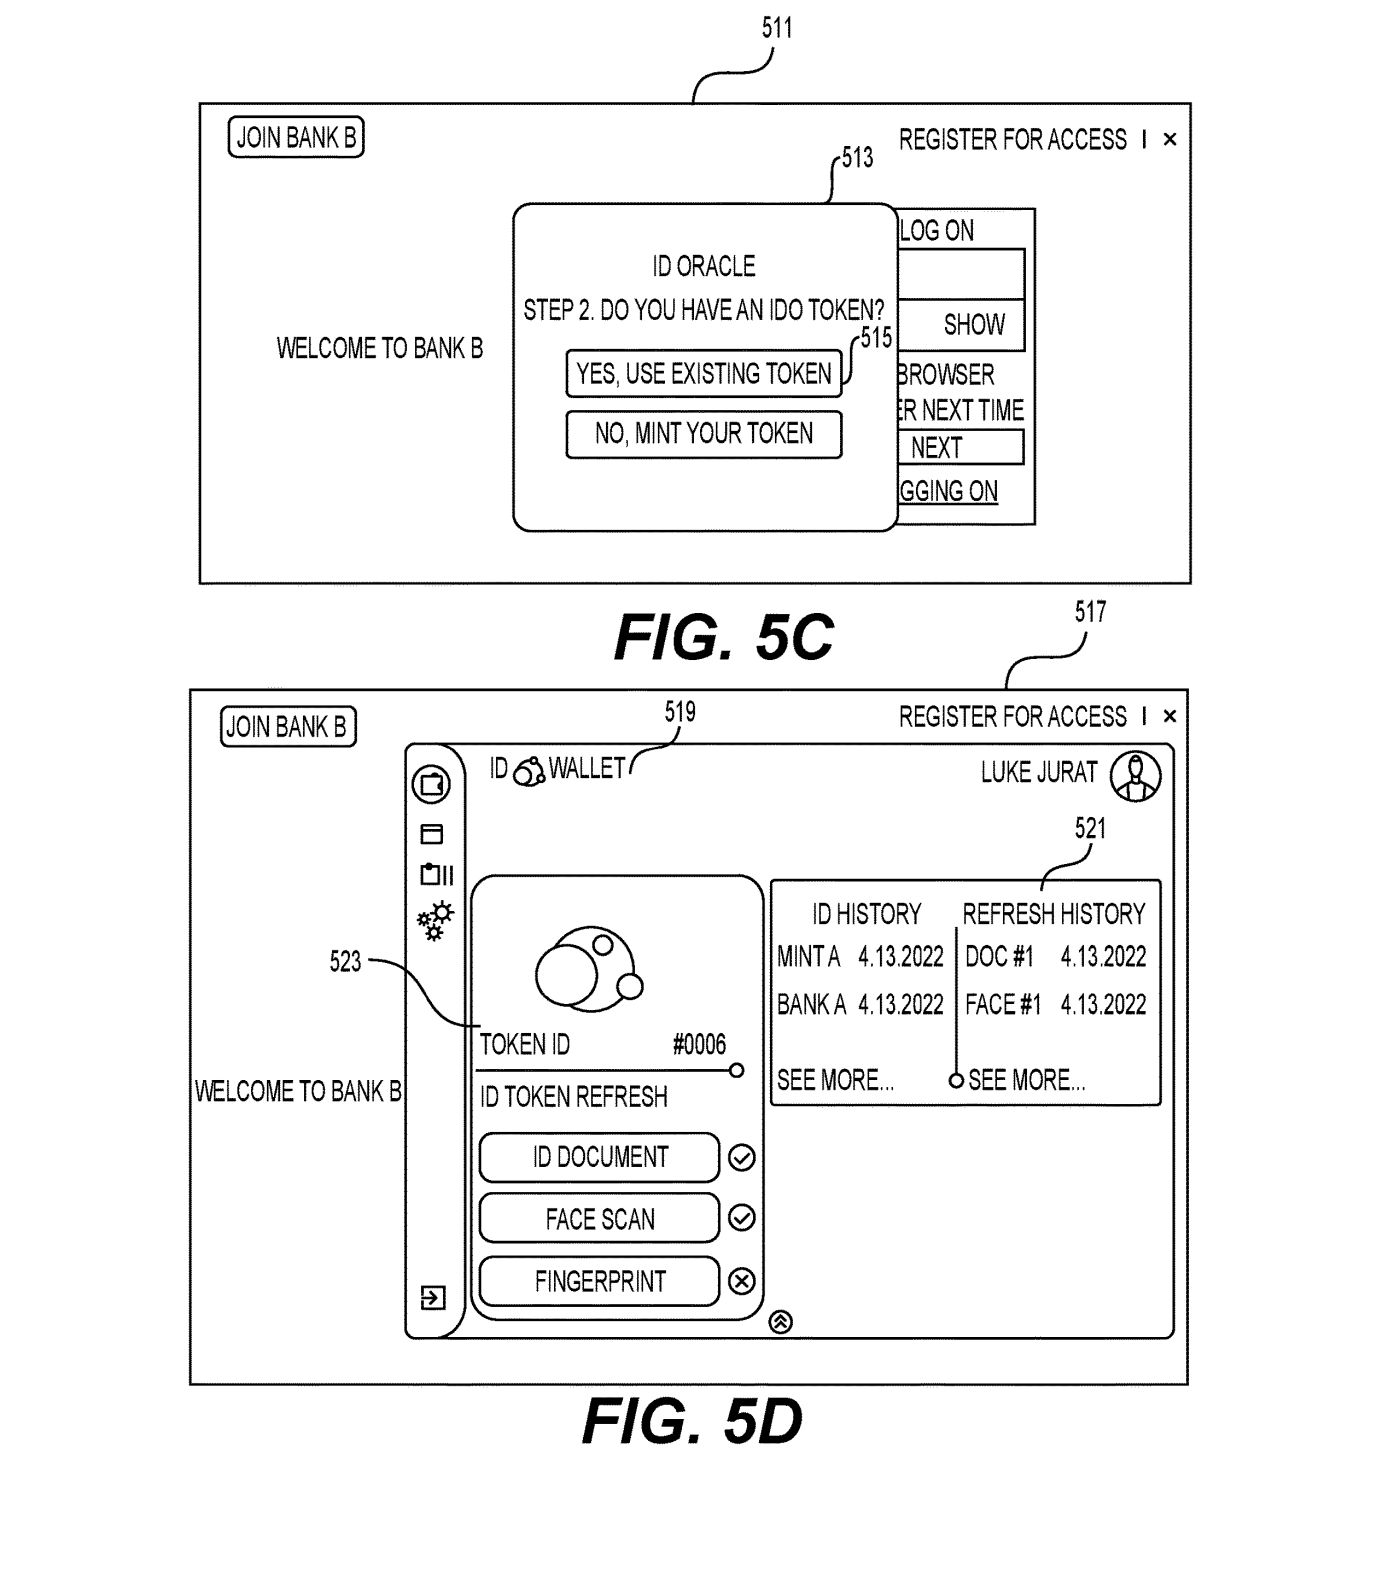 511
JOIN BANK B
REGISTER FOR ACCESS | ×
513
LOG ON
ID ORACLE
STEP 2. DO YOU HAVE AN IDO TOKEN?
SHOW
515
WELCOME TO BANK B
YES, USE EXISTING TOKEN
BROWSER
ER NEXT TIME
NO, MINT YOUR TOKEN
NEXT
GGING ON
FIG. 5C
517
JOIN BANK B
REGISTER FOR ACCESS | ×
519
ID WALLET
LUKE JURAT
521
ID HISTORY REFRESH HISTORY
MINT A 4.13.2022 DOC #1 4.13.2022
BANK A 4.13.2022 FACE #1 4.13.2022
SEE MORE... SEE MORE...
523
TOKEN ID #0006
WELCOME TO BANK B
ID TOKEN REFRESH
ID DOCUMENT
FACE SCAN
FINGERPRINT
FIG. 5D